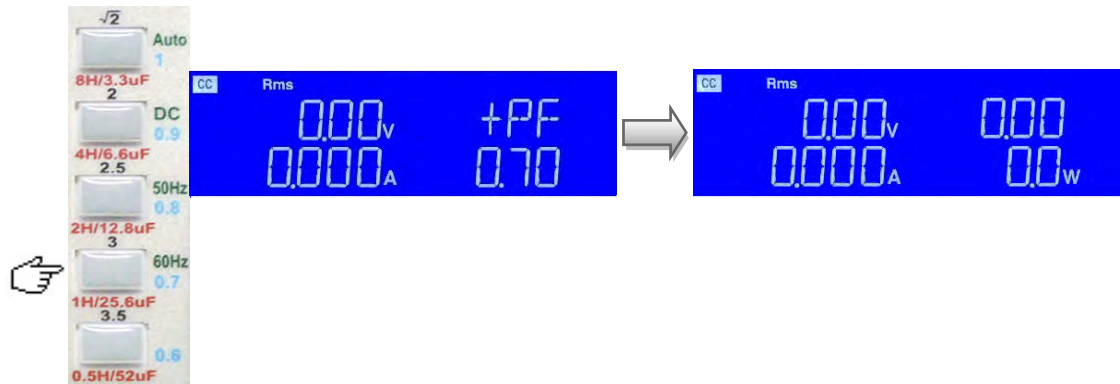 √2
Auto
1
8H/3.3uF
2
DC
0.9
4H/6.6uF
2.5
50Hz
0.8
2H/12.8uF
3
60Hz
0.7
1H/25.6uF
3.5
0.6
0.5H/52uF
CC Rms
0.00V +PF
0.000A 0.70
CC Rms
0.00V 0.00
0.000A 0.0W